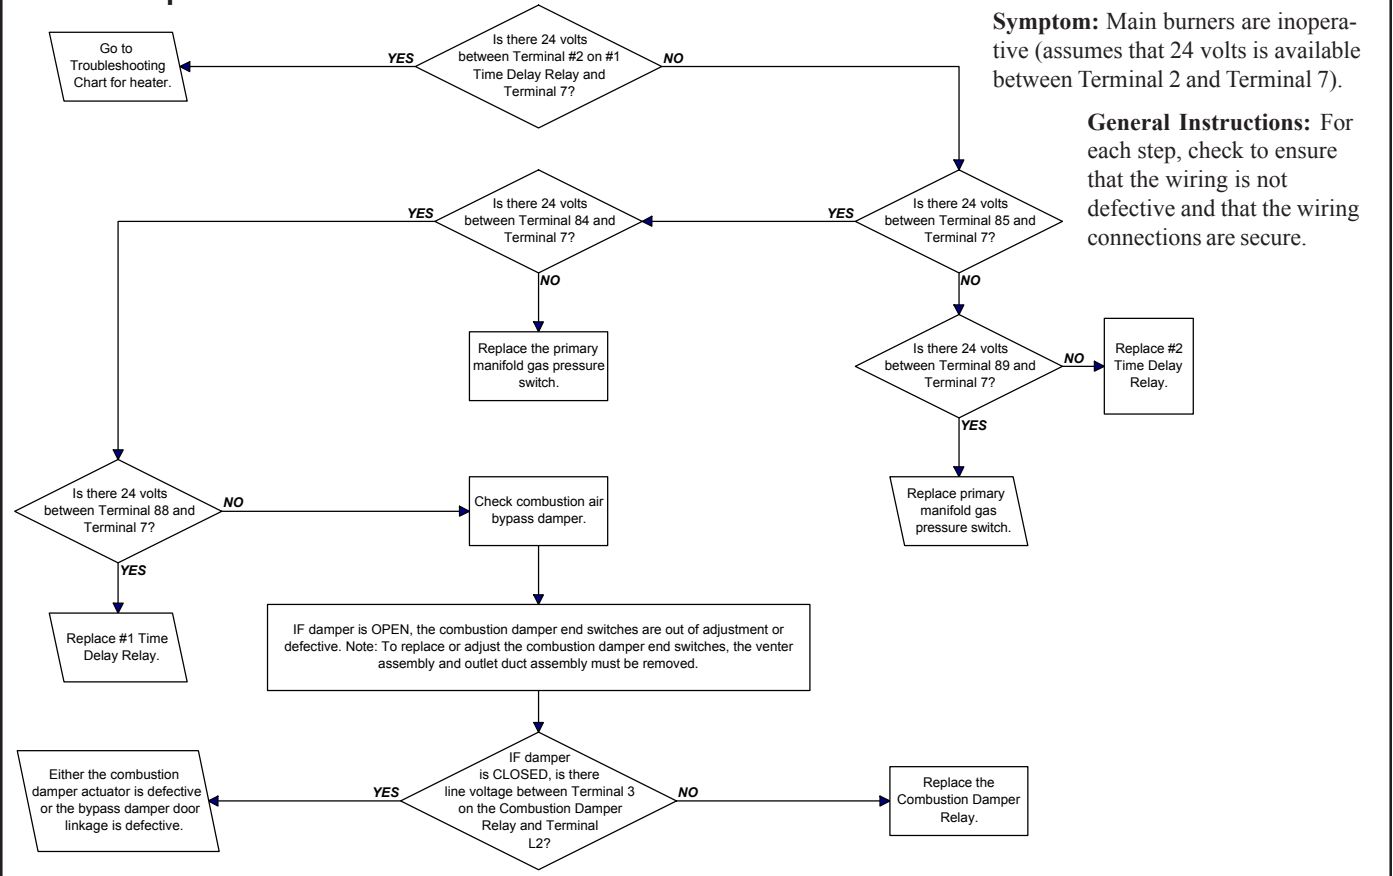 Symptom: Main burners are inopera-
tive (assumes that 24 volts is available
between Terminal 2 and Terminal 7).
General Instructions: For
each step, check to ensure
that the wiring is not
defective and that the wiring
connections are secure.
Is there 24 volts
between Terminal #2 on #1
Time Delay Relay and
Terminal 7?
YES
NO
Go to
Troubleshooting
Chart for heater.
Is there 24 volts
between Terminal 85 and
Terminal 7?
YES
NO
Is there 24 volts
between Terminal 84 and
Terminal 7?
YES
NO
Replace the primary
manifold gas pressure
switch.
Is there 24 volts
between Terminal 89 and
Terminal 7?
NO
YES
Replace #2
Time Delay
Relay.
Replace primary
manifold gas
pressure switch.
Is there 24 volts
between Terminal 88 and
Terminal 7?
NO
YES
Replace #1 Time
Delay Relay.
Check combustion air
bypass damper.
IF damper is OPEN, the combustion damper end switches are out of adjustment or
defective. Note: To replace or adjust the combustion damper end switches, the venter
assembly and outlet duct assembly must be removed.
IF damper
is CLOSED, is there
line voltage between Terminal 3
on the Combustion Damper
Relay and Terminal
L2?
YES
NO
Either the combustion
damper actuator is defective
or the bypass damper door
linkage is defective.
Replace the
Combustion Damper
Relay.